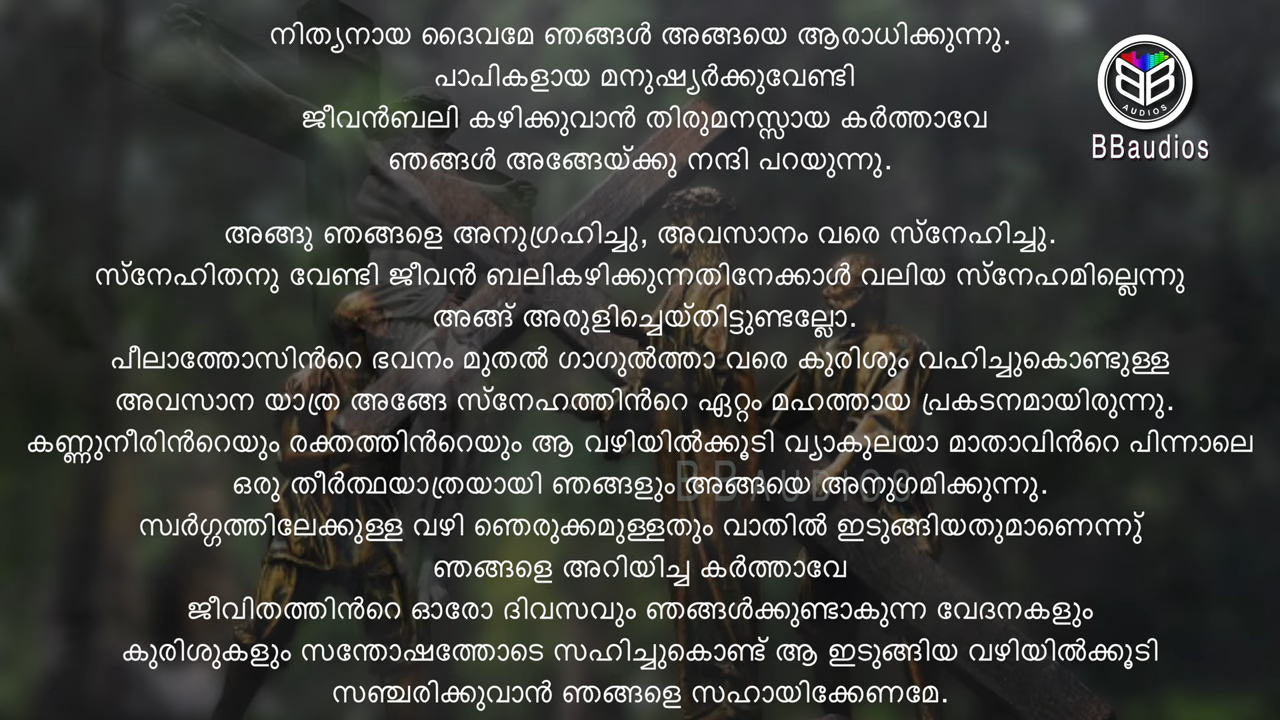 നിത്യനായ ദൈവമേ ഞങ്ങൾ അങ്ങയെ ആരാധിക്കുന്നു.
പാപികളായ മനുഷ്യർക്കുവേണ്ടി
ജീവൻബലി കഴിക്കുവാൻ തിരുമനസ്സായ കർത്താവേ
ഞങ്ങൾ അങ്ങേയ്ക്കു നന്ദി പറയുന്നു.
AUDIOS
BBaudios
അങ്ങു ഞങ്ങളെ അനുഗ്രഹിച്ചു, അവസാനം വരെ സ്നേഹിച്ചു.
സ്നേഹിതനു വേണ്ടി ജീവൻ ബലികഴിക്കുന്നതിനേക്കാൾ വലിയ സ്നേഹമില്ലെന്നു
അങ്ങ് അരുളിച്ചെയ്തിട്ടുണ്ടല്ലോ.
പീലാത്തോസിൻറെ ഭവനം മുതൽ ഗാഗുൽത്താ വരെ കുരിശും വഹിച്ചുകൊണ്ടുള്ള
അവസാന യാത്ര അങ്ങേ സ്നേഹത്തിൻറെ ഏറ്റം മഹത്തായ പ്രകടനമായിരുന്നു.
കണ്ണുനീരിൻറെയും രക്തത്തിൻറെയും ആ വഴിയിൽക്കൂടി വ്യാകുലയാ മാതാവിൻറെ പിന്നാലെ
ഒരു തീർത്ഥയാത്രയായി ഞങ്ങളും അങ്ങയെ അനുഗമിക്കുന്നു.
BBAUDIOS
സ്വർഗ്ഗത്തിലേക്കുള്ള വഴി ഞെരുക്കമുള്ളതും വാതിൽ ഇടുങ്ങിയതുമാണെന്നു്
ഞങ്ങളെ അറിയിച്ച കർത്താവേ
ജീവിതത്തിൻറെ ഓരോ ദിവസവും ഞങ്ങൾക്കുണ്ടാകുന്ന വേദനകളും
കുരിശുകളും സന്തോഷത്തോടെ സഹിച്ചുകൊണ്ട് ആ ഇടുങ്ങിയ വഴിയിൽക്കൂടി
സഞ്ചരിക്കുവാൻ ഞങ്ങളെ സഹായിക്കേണമേ.